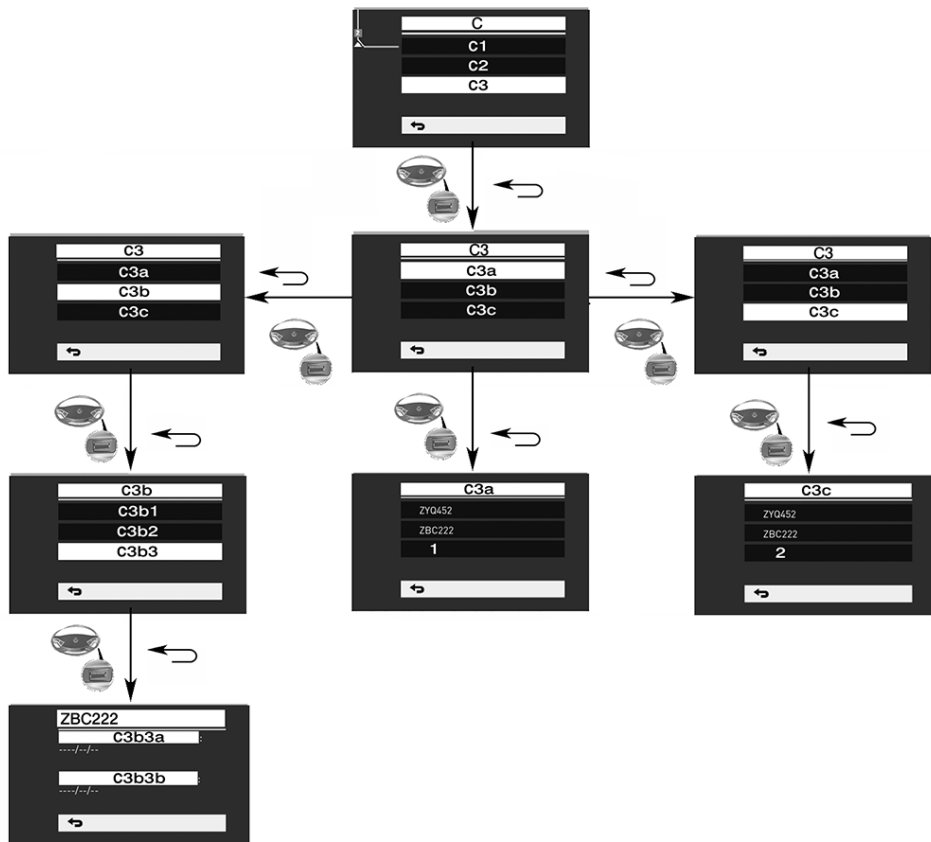 C
C1
C2
C3
C3
C3a
C3b
C3c
C3
C3a
C3b
C3c
C3
C3a
C3b
C3c
C3b
C3b1
C3b2
C3b3
C3a
ZYQ452
ZBC222
1
C3c
ZYQ452
ZBC222
2
ZBC222
C3b3a :
----/--/--
C3b3b :
----/--/--